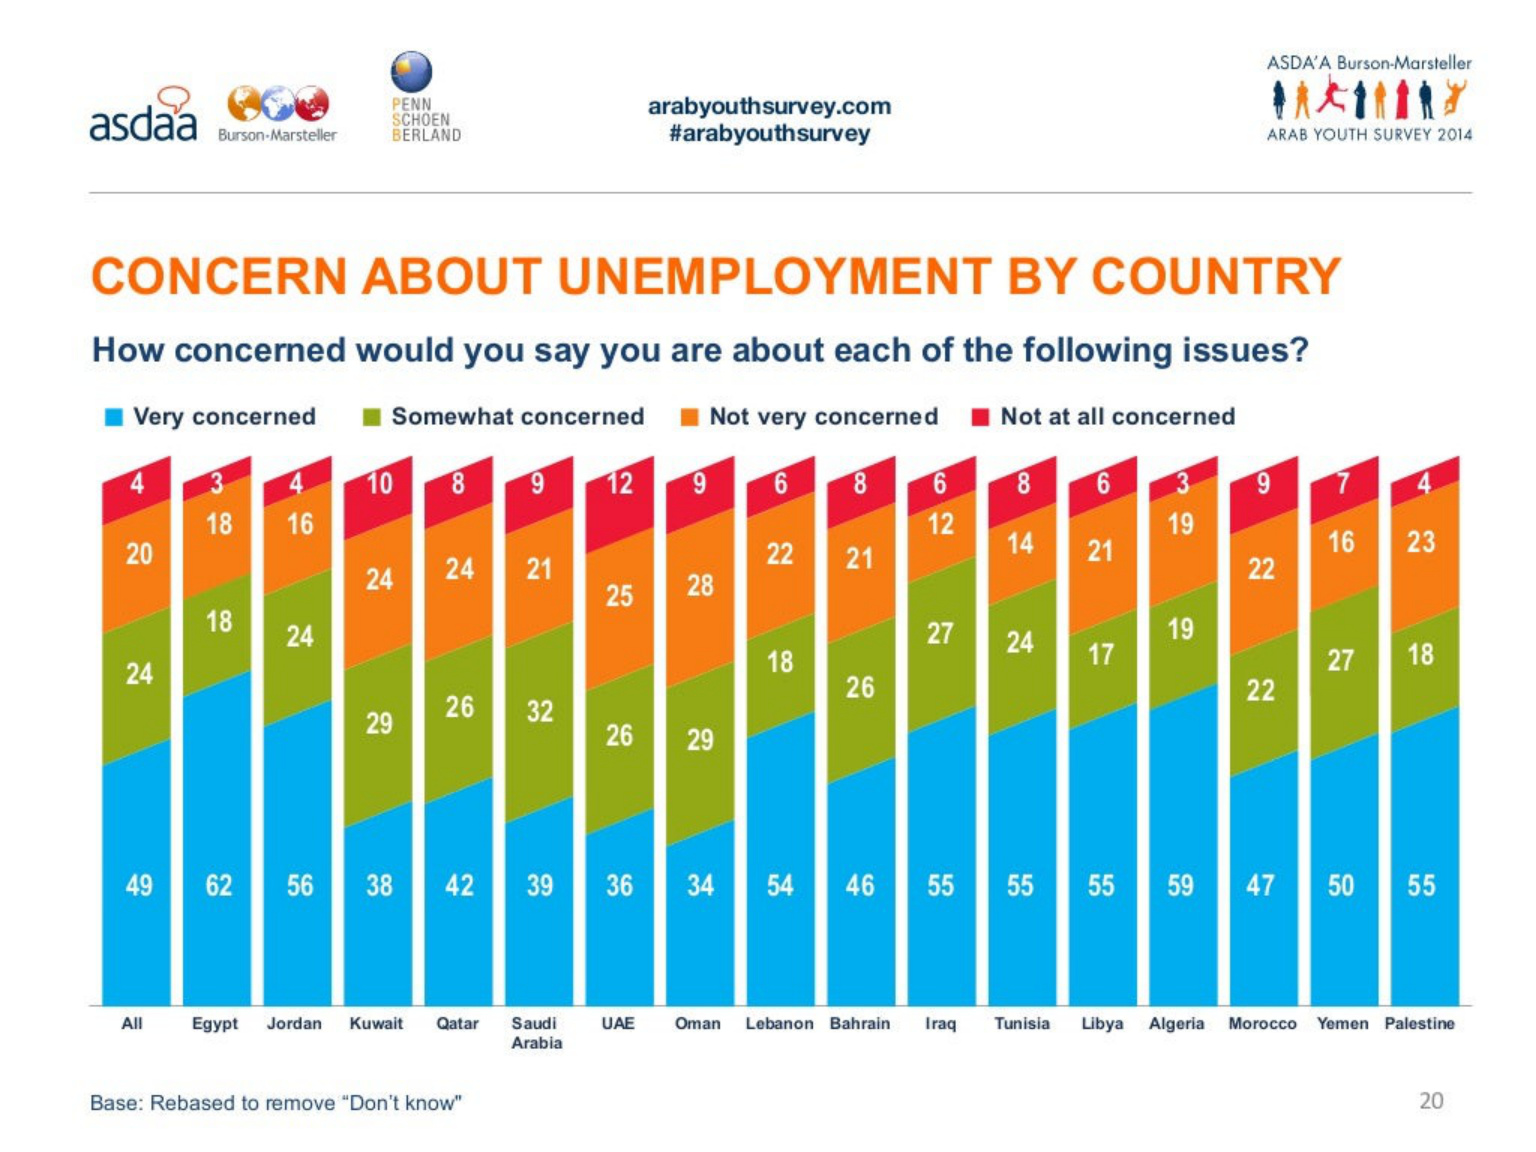 asdaa
Burson-Marsteller
PENN
SCHOEN
BERLAND
arabyouthsurvey.com
#arabyouthsurvey
ASDA'A Burson-Marsteller
ARAB YOUTH SURVEY 2014
CONCERN ABOUT UNEMPLOYMENT BY COUNTRY
How concerned would you say you are about each of the following issues?
Very concerned Somewhat concerned Not very concerned Not at all concerned
4 3 4 10 8 9 12 9 6 8 6 8 6 3 9 7 4
20 18 16 24 24 21 25 28 22 21 12 14 21 19 22 16 23
24 18 24 29 26 32 26 29 18 26 27 24 17 19 22 27 18
49 62 56 38 42 39 36 34 54 46 55 55 55 59 47 50 55
All Egypt Jordan Kuwait Qatar Saudi Arabia UAE Oman Lebanon Bahrain Iraq Tunisia Libya Algeria Morocco Yemen Palestine
Base: Rebased to remove “Don’t know"
20